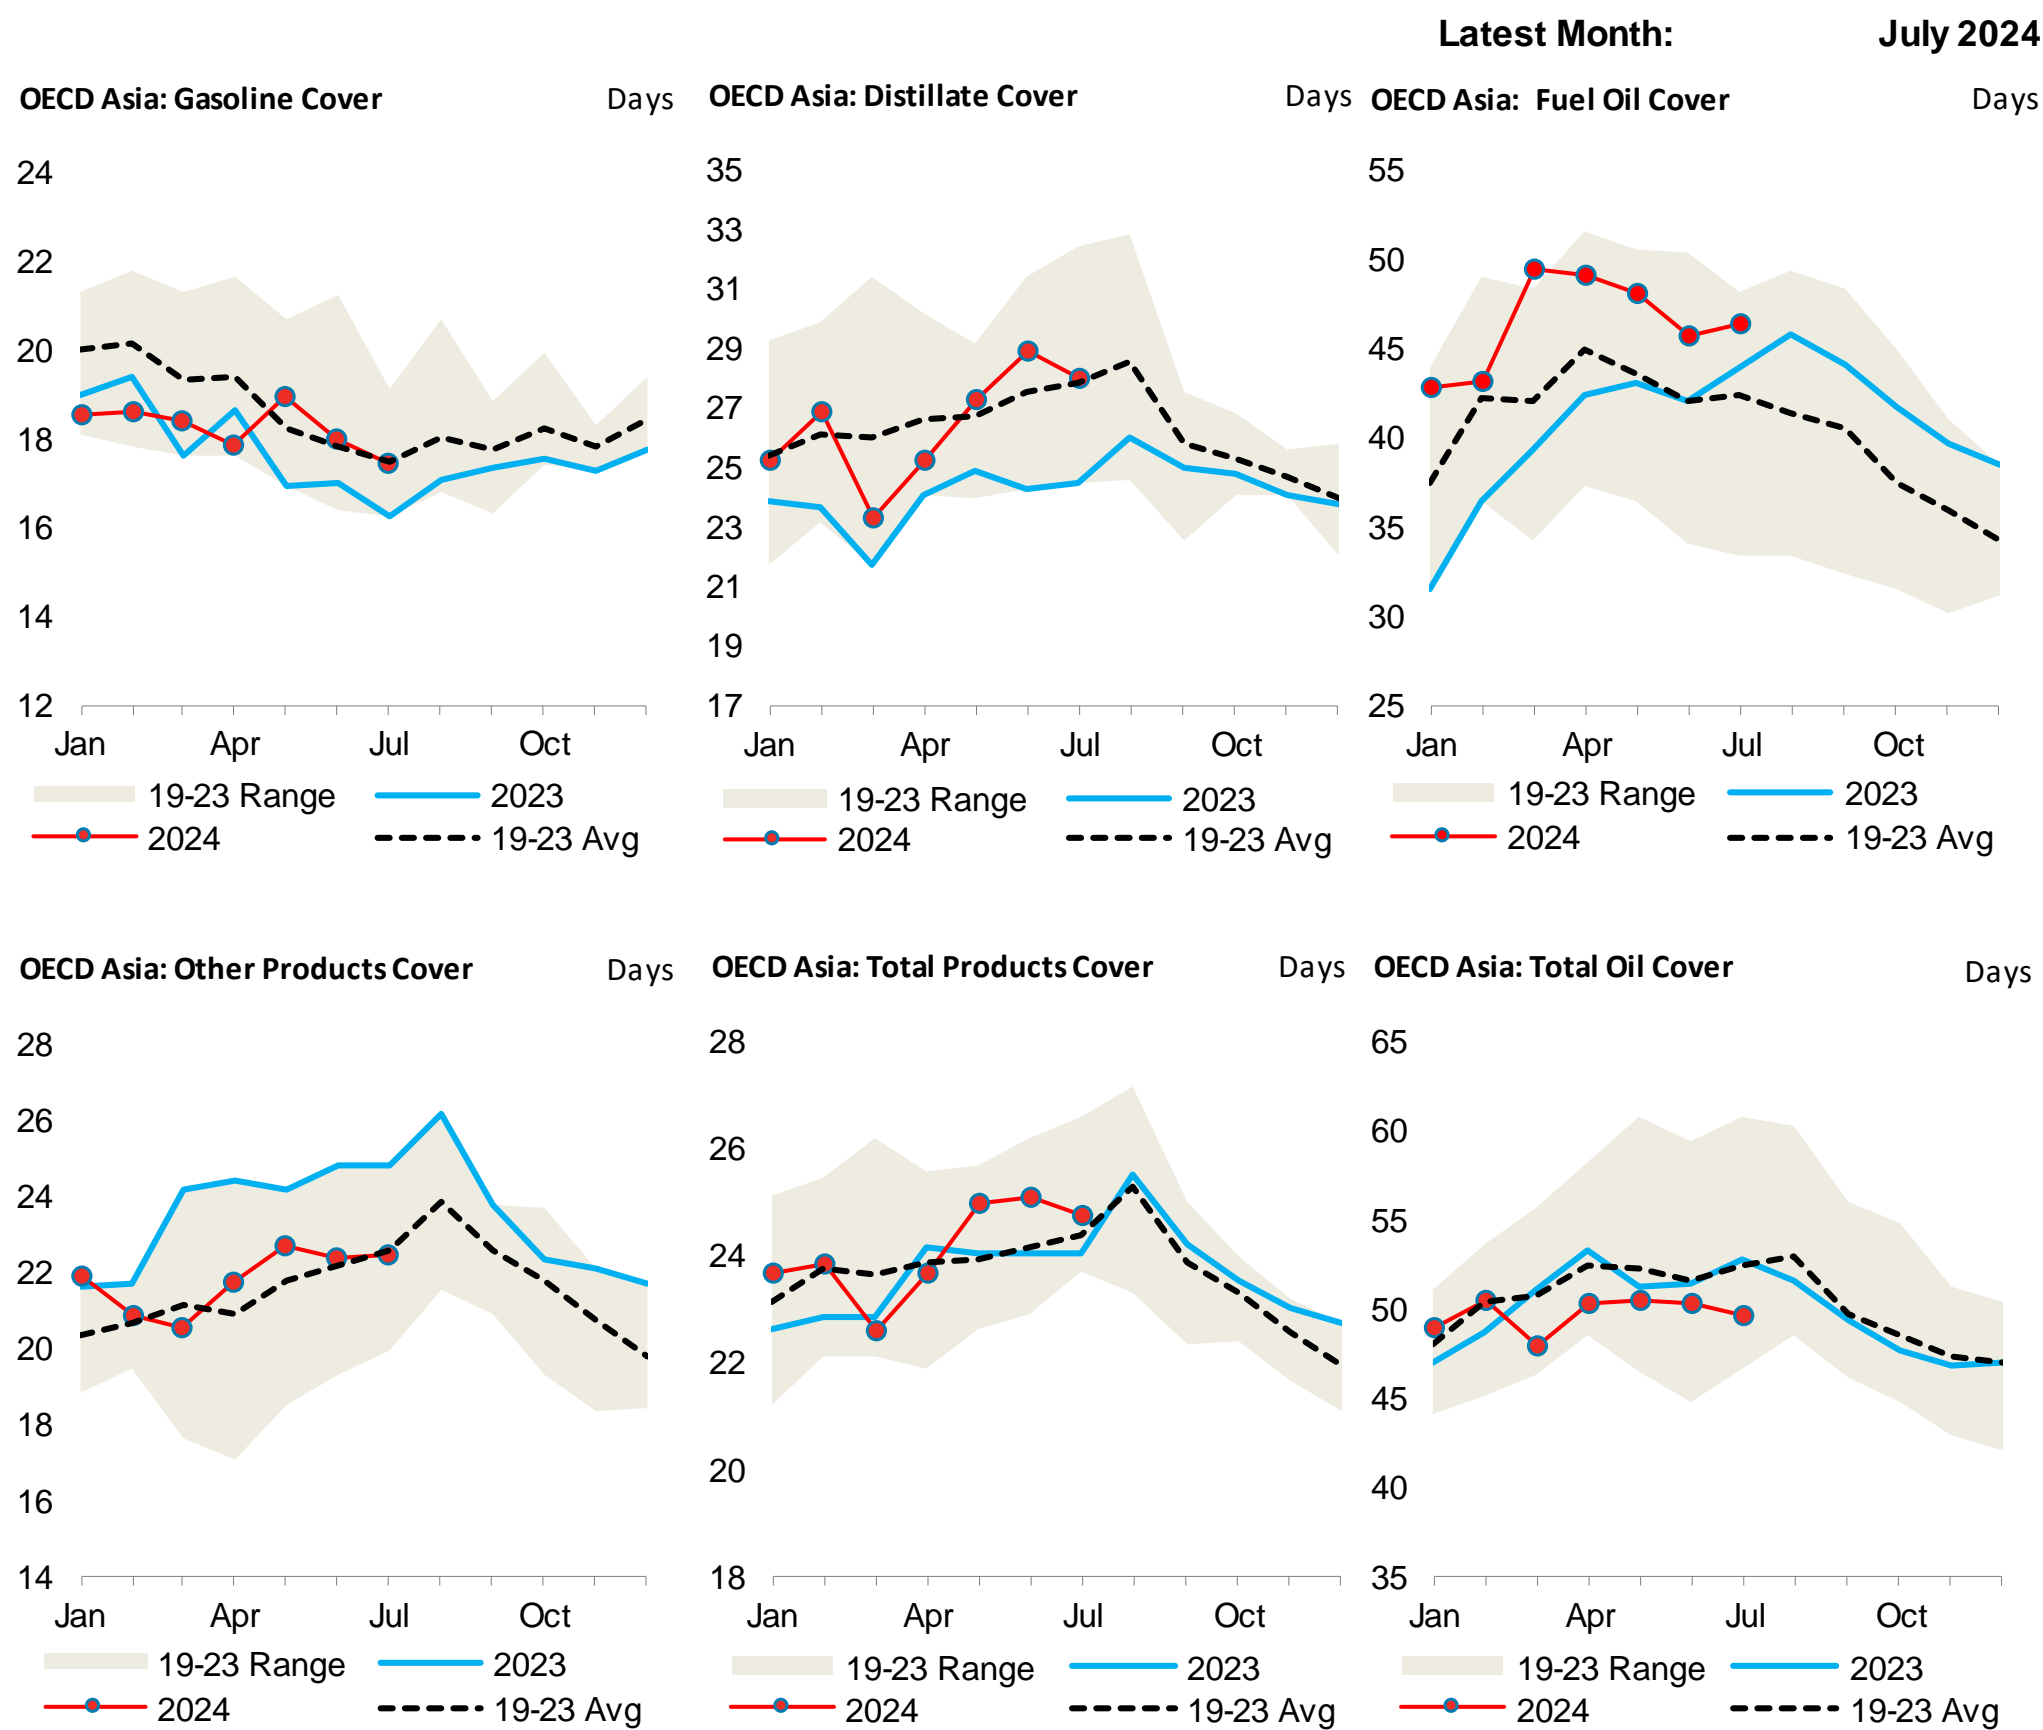 Latest Month: July 2024
OECD Asia: Gasoline Cover Days
24
22
20
18
16
14
12
Jan Apr Jul Oct
19-23 Range 2023
2024 19-23 Avg
OECD Asia: Distillate Cover Days
35
33
31
29
27
25
23
21
19
17
Jan Apr Jul Oct
19-23 Range 2023
2024 19-23 Avg
OECD Asia: Fuel Oil Cover Days
55
50
45
40
35
30
25
Jan Apr Jul Oct
19-23 Range 2023
2024 19-23 Avg
OECD Asia: Other Products Cover Days
28
26
24
22
20
18
16
14
Jan Apr Jul Oct
19-23 Range 2023
2024 19-23 Avg
OECD Asia: Total Products Cover Days
28
26
24
22
20
18
Jan Apr Jul Oct
19-23 Range 2023
2024 19-23 Avg
OECD Asia: Total Oil Cover Days
65
60
55
50
45
40
35
Jan Apr Jul Oct
19-23 Range 2023
2024 19-23 Avg